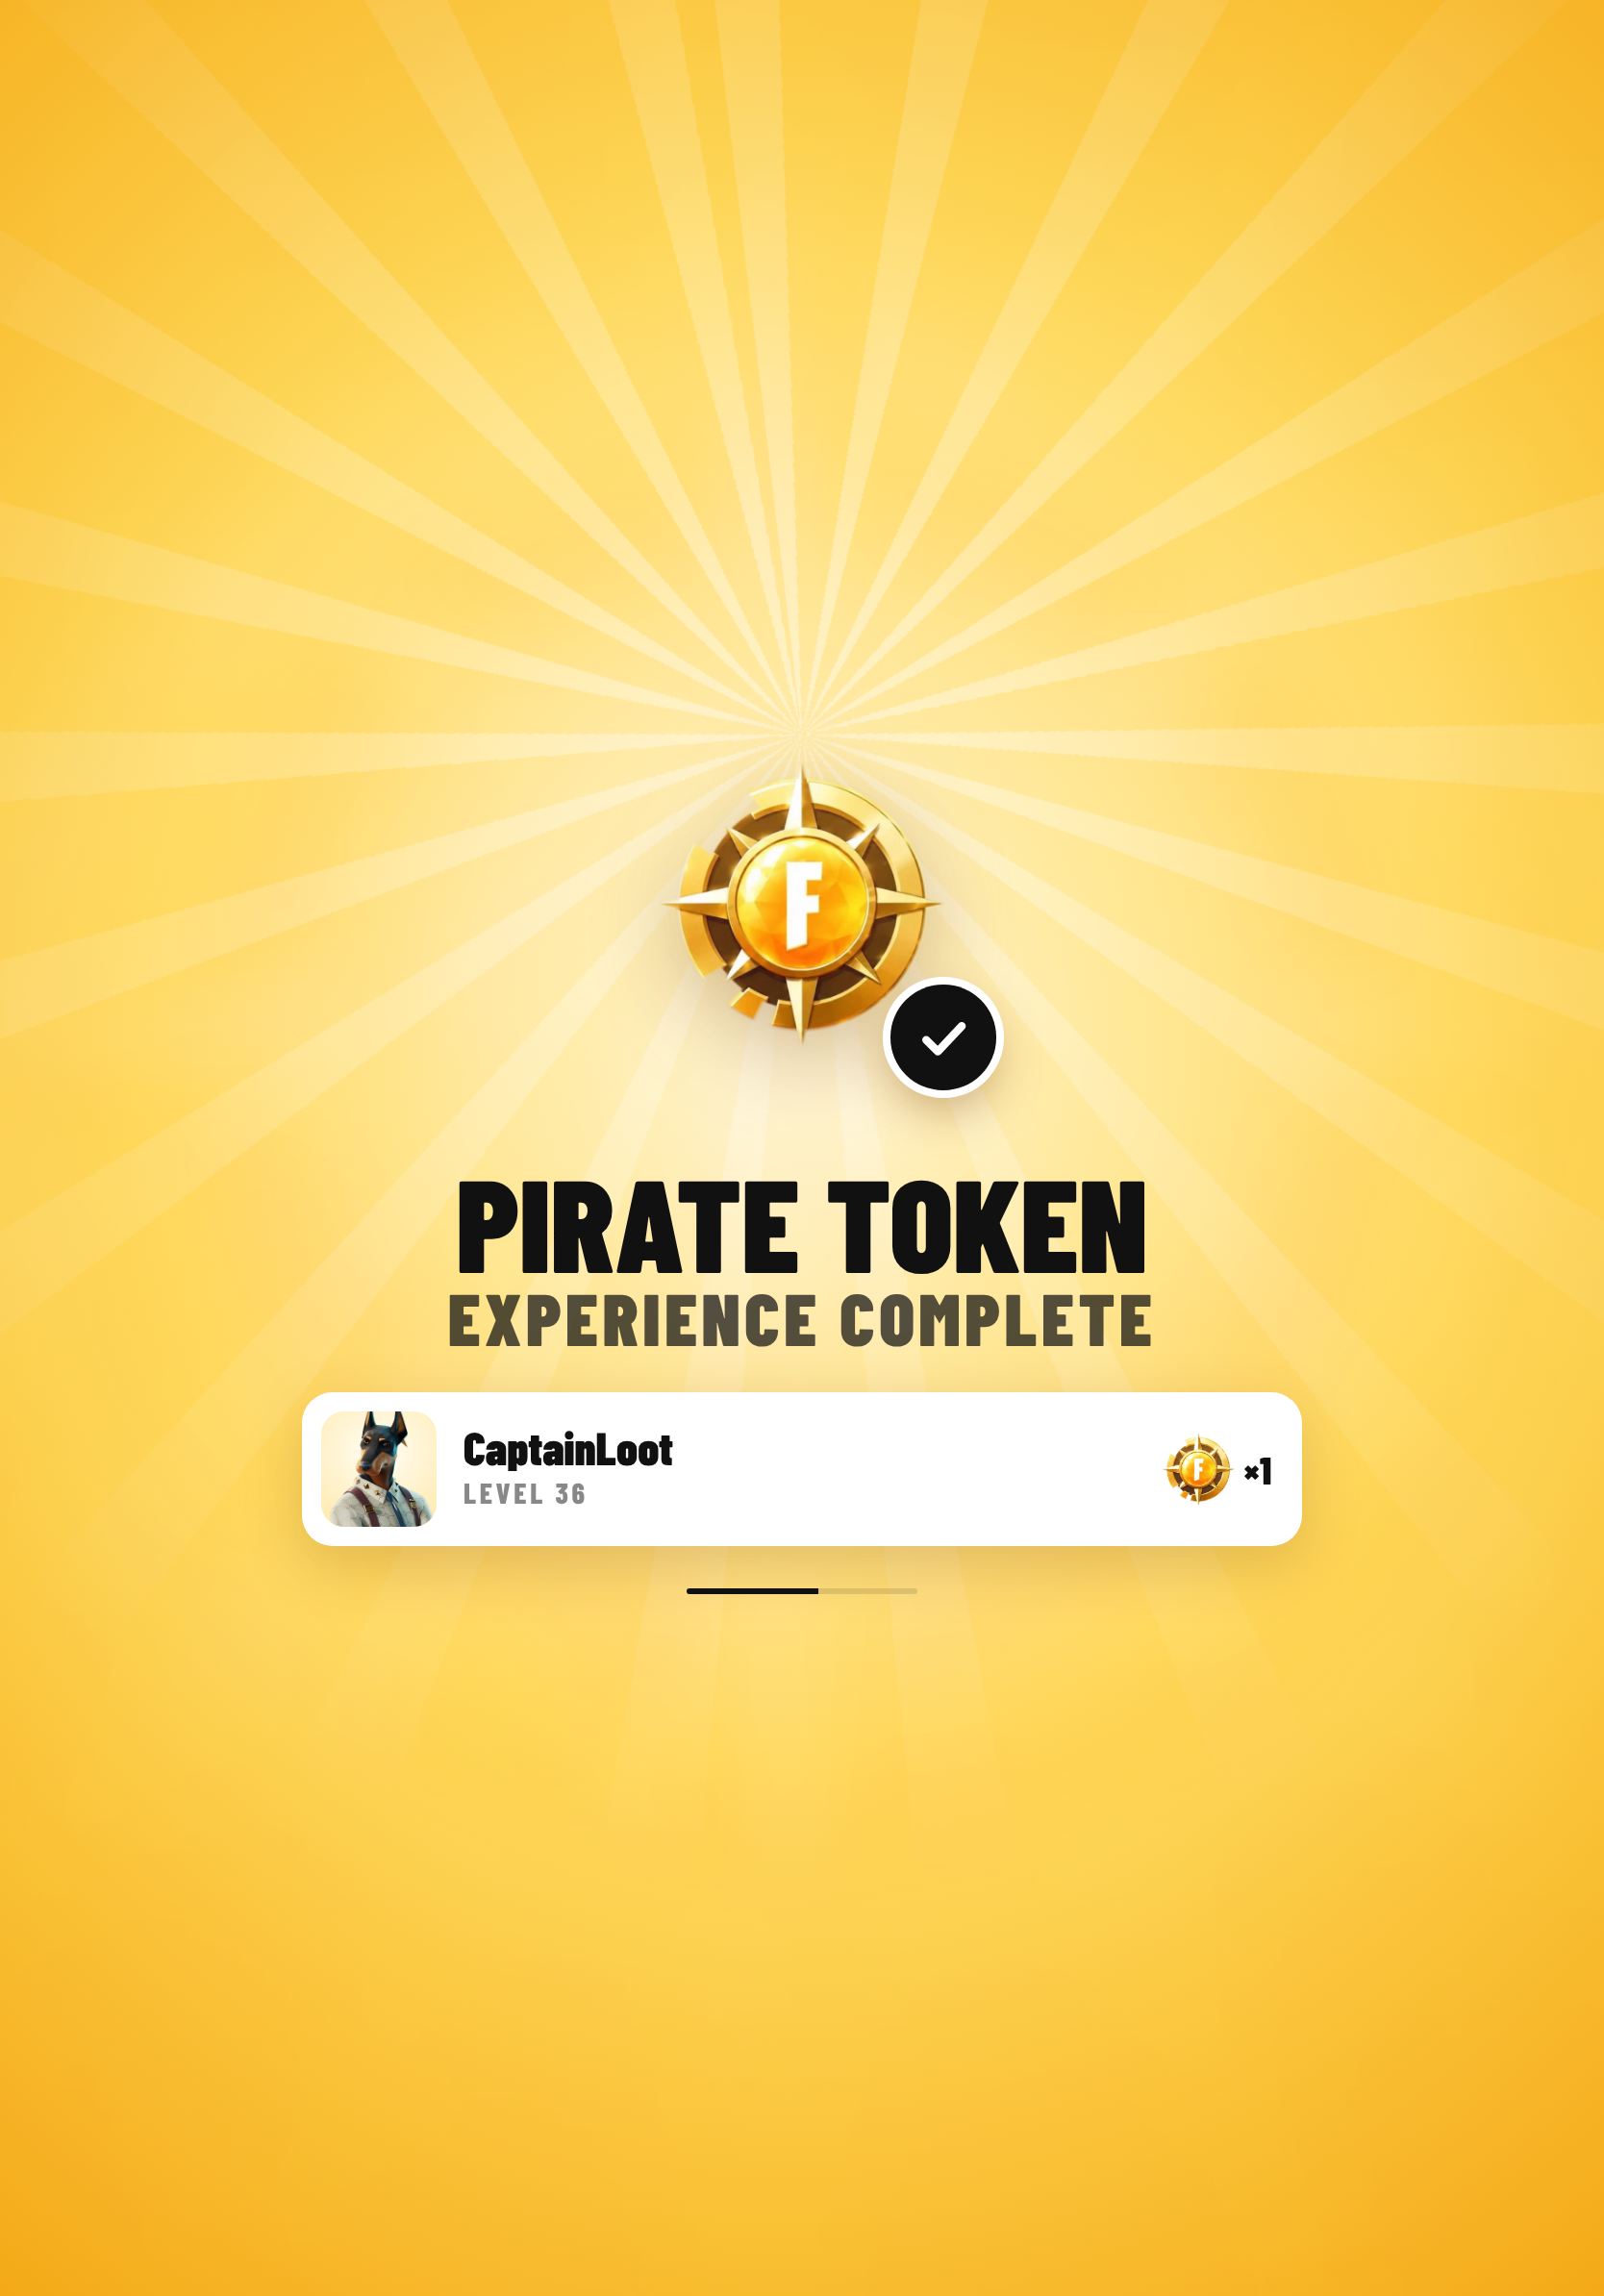 F
PIRATE TOKEN
EXPERIENCE COMPLETE
CaptainLoot
LEVEL 36
F ×1